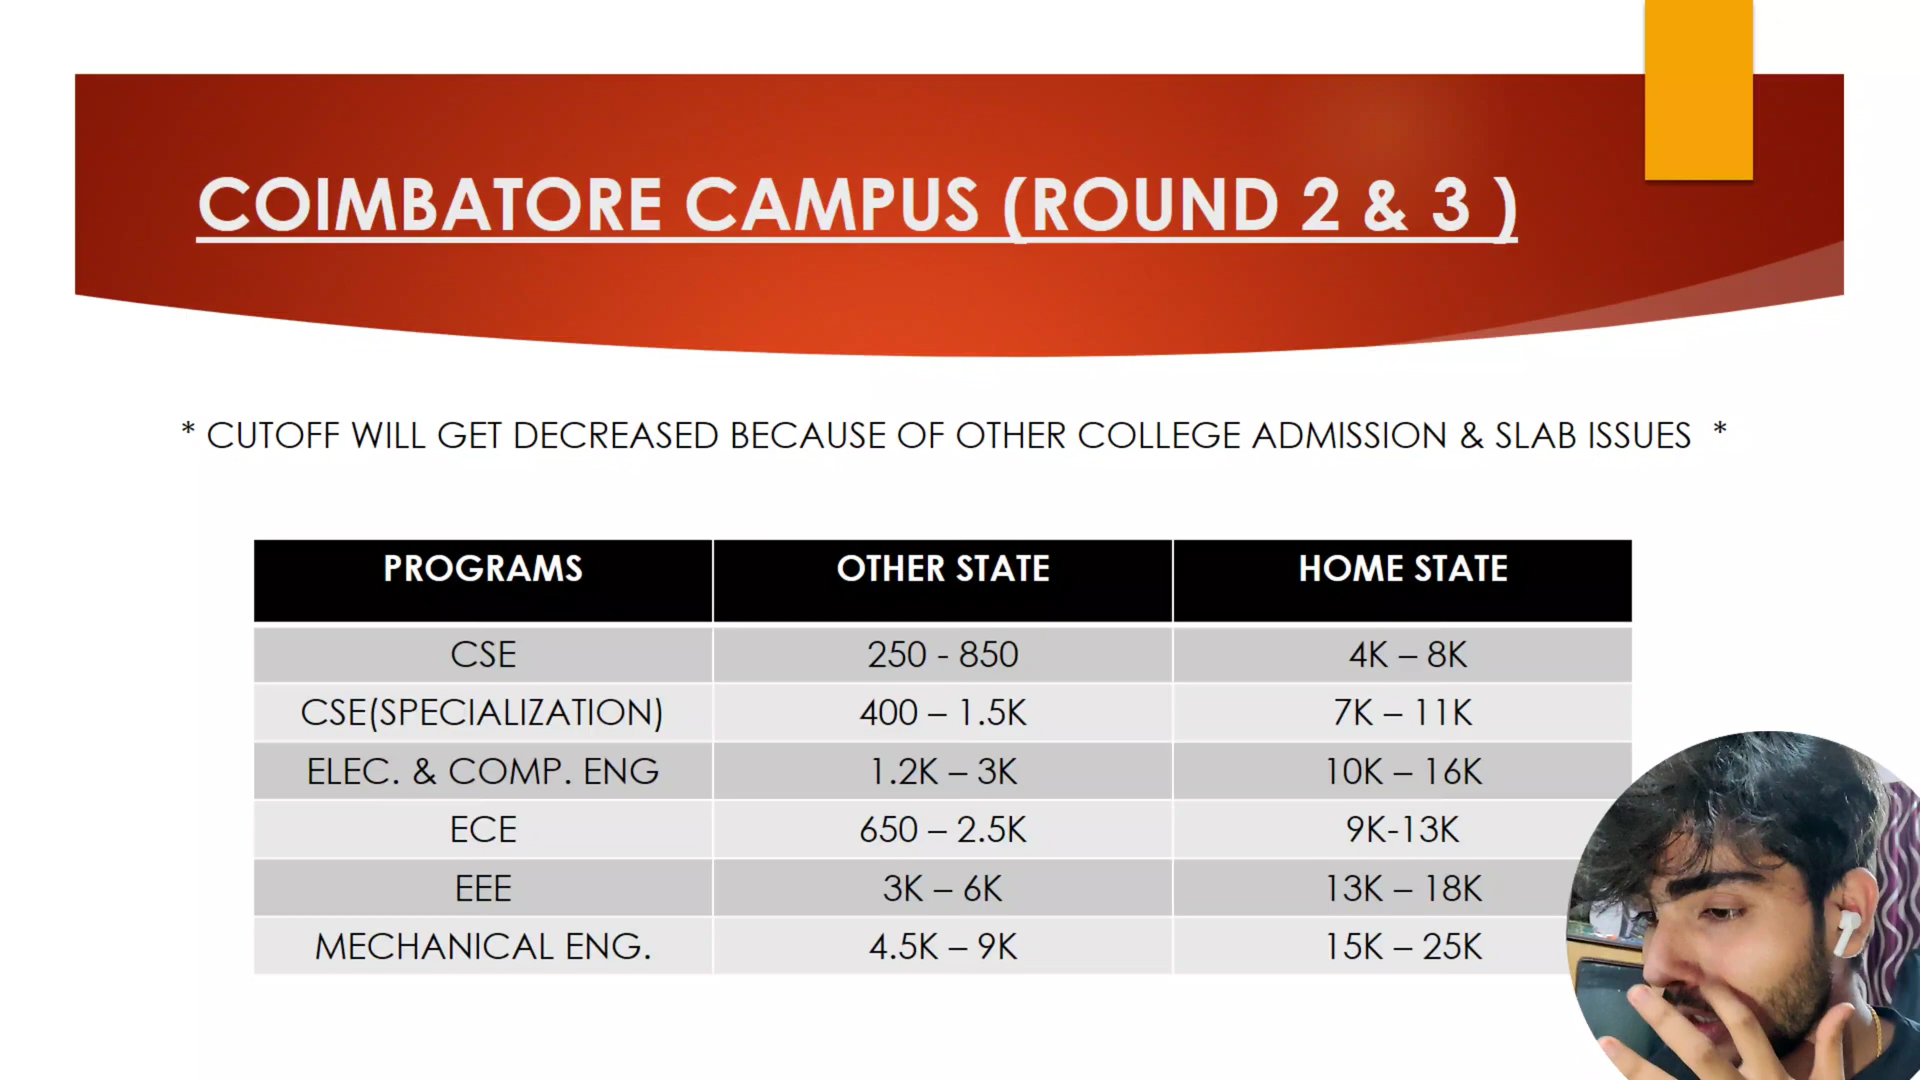 COIMBATORE CAMPUS (ROUND 2 & 3 )
* CUTOFF WILL GET DECREASED BECAUSE OF OTHER COLLEGE ADMISSION & SLAB ISSUES *
PROGRAMS OTHER STATE HOME STATE
CSE 250 - 850 4K – 8K
CSE(SPECIALIZATION) 400 – 1.5K 7K – 11K
ELEC. & COMP. ENG 1.2K – 3K 10K – 16K
ECE 650 – 2.5K 9K-13K
EEE 3K – 6K 13K – 18K
MECHANICAL ENG. 4.5K – 9K 15K – 25K